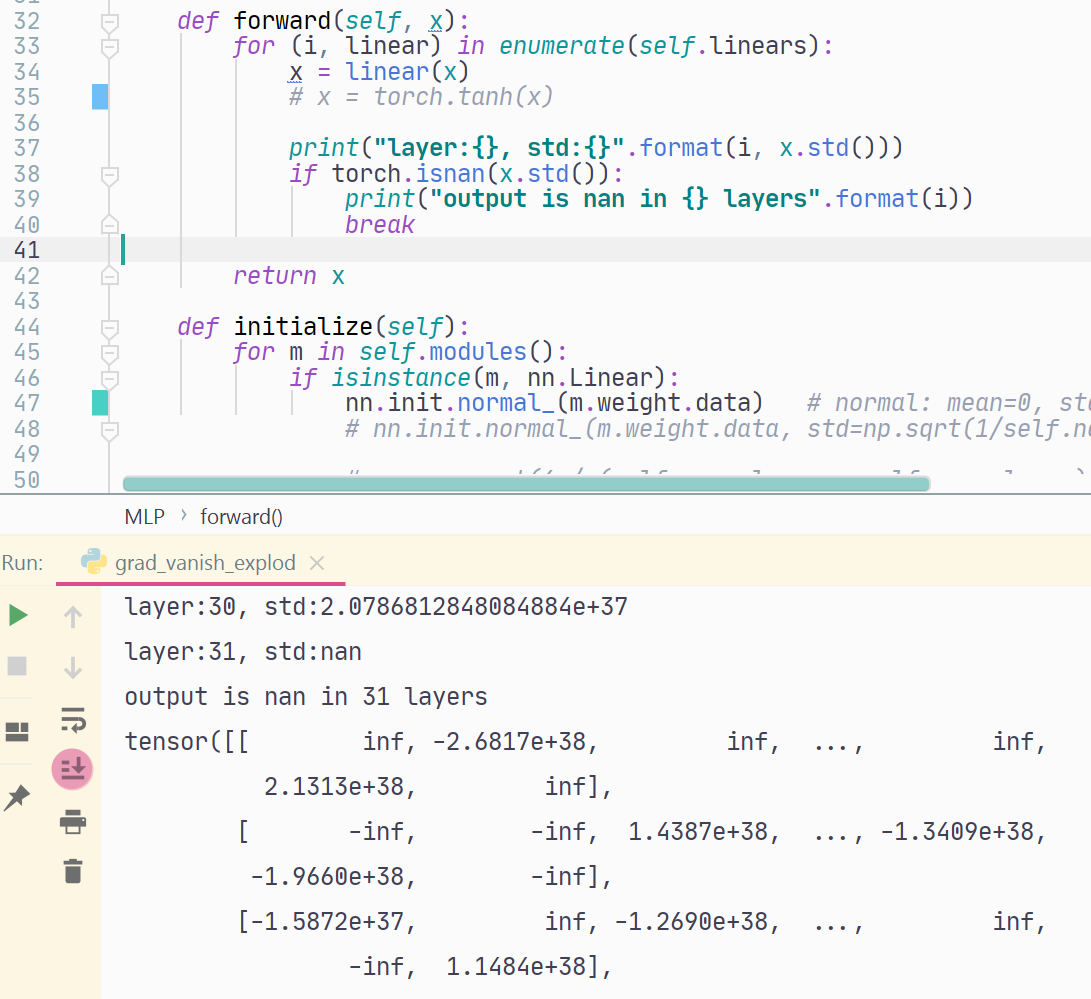 32 def forward(self, x):
33 for (i, linear) in enumerate(self.linears):
34 x = linear(x)
35 # x = torch.tanh(x)
36
37 print("layer:{}, std:{}".format(i, x.std()))
38 if torch.isnan(x.std()):
39 print("output is nan in {} layers".format(i))
40 break
41
42 return x
43
44 def initialize(self):
45 for m in self.modules():
46 if isinstance(m, nn.Linear):
47 nn.init.normal_(m.weight.data) # normal: mean=0, std
48 # nn.init.normal_(m.weight.data, std=np.sqrt(1/self.ne
49
50
MLP › forward()
Run: grad_vanish_explod
layer:30, std:2.0786812848084884e+37
layer:31, std:nan
output is nan in 31 layers
tensor([[ inf, -2.6817e+38, inf, ..., inf,
2.1313e+38, inf],
[ -inf, -inf, 1.4387e+38, ..., -1.3409e+38,
-1.9660e+38, -inf],
[-1.5872e+37, inf, -1.2690e+38, ..., inf,
-inf, 1.1484e+38],